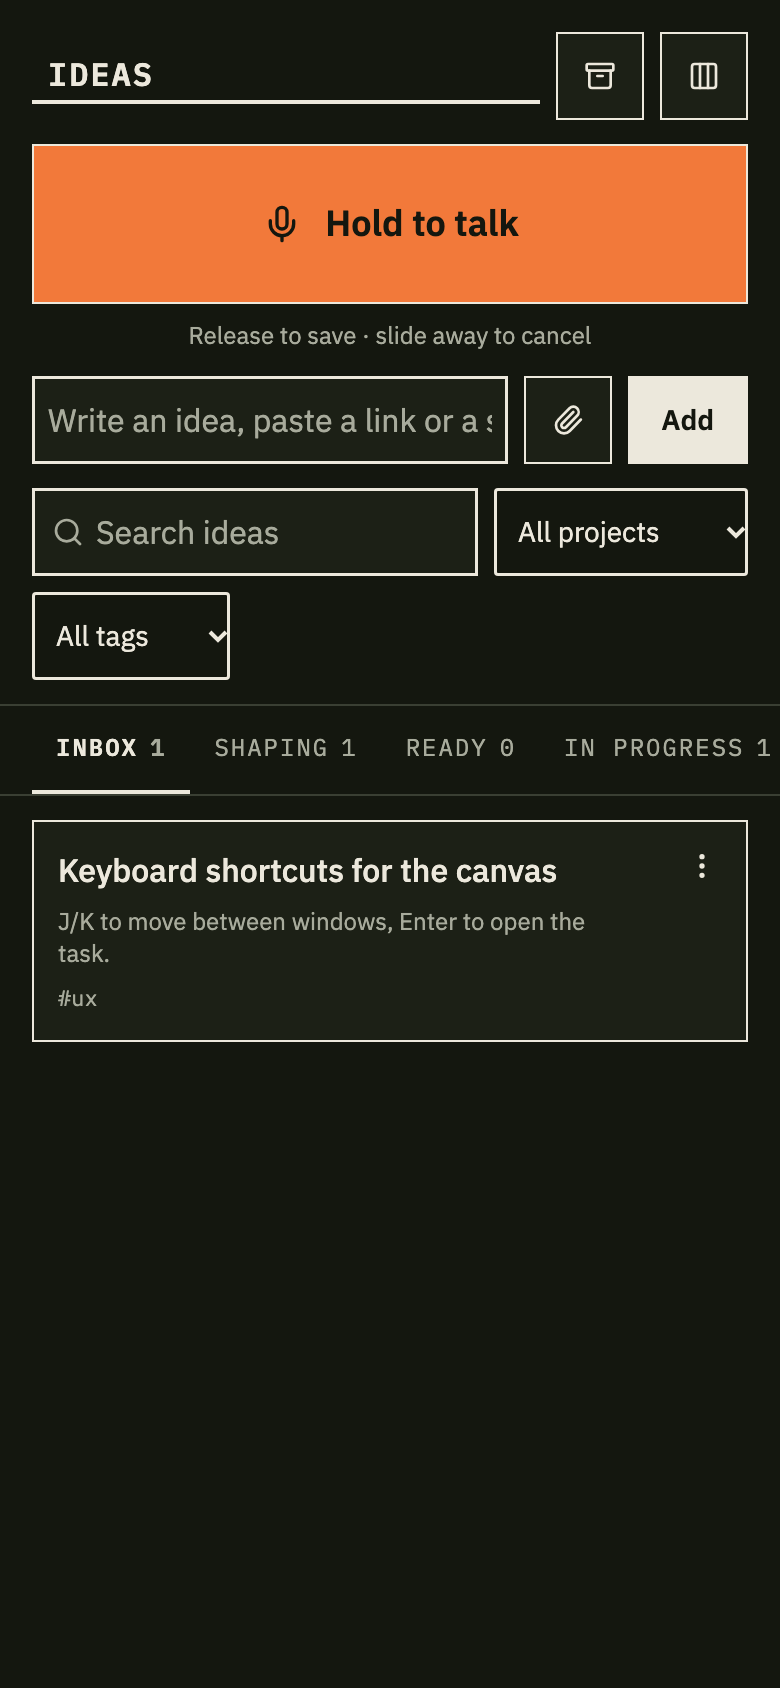 IDEAS
Hold to talk
Release to save · slide away to cancel
Write an idea, paste a link or a s
Add
Search ideas
All projects
All tags
INBOX 1 SHAPING 1 READY 0 IN PROGRESS 1
Keyboard shortcuts for the canvas
J/K to move between windows, Enter to open the
task.
#ux